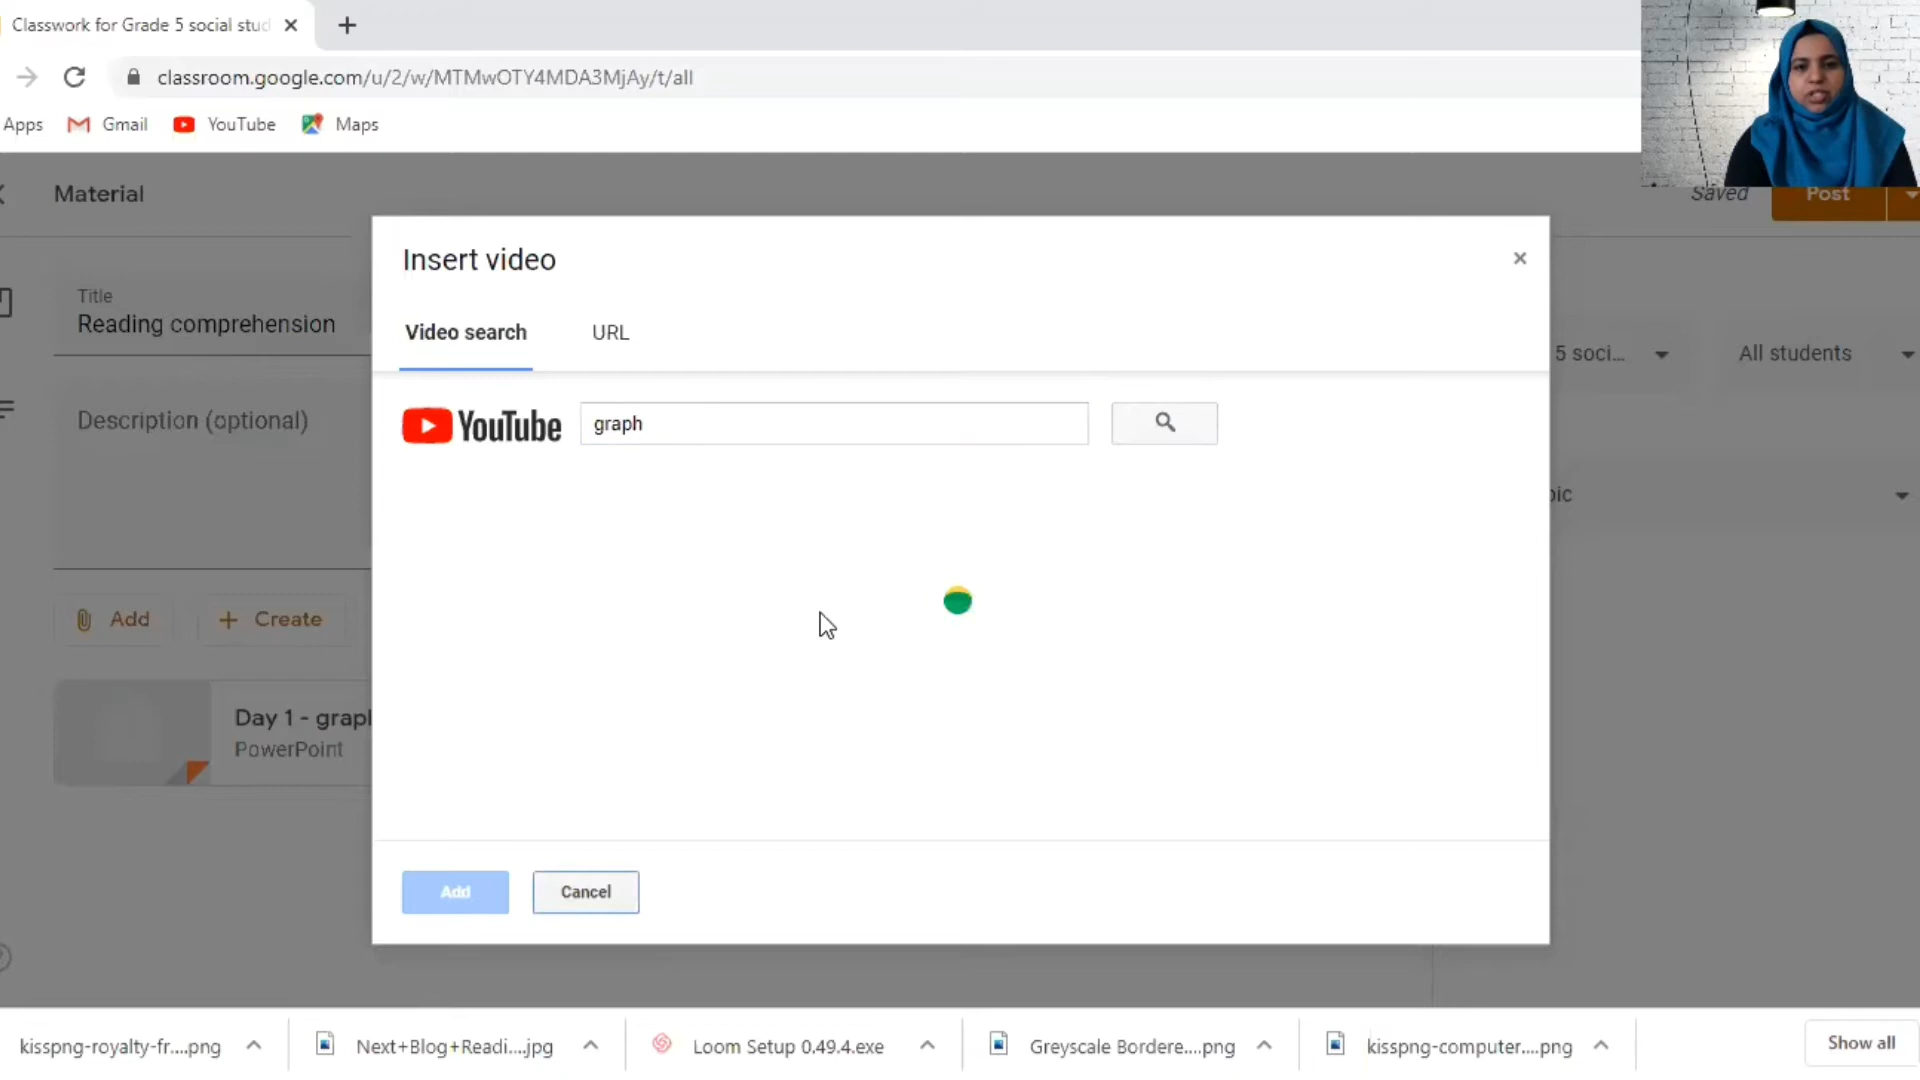 Classwork for Grade 5 social stud
classroom.google.com/u/2/w/MTMwOTY4MDA3MjAy/t/all
Apps Gmail YouTube Maps
Material
Saved Post
Insert video
Video search URL
Title
Reading comprehension
5 soci... All students
Description (optional)
YouTube graph
pic
Add Create
Day 1 - graph
PowerPoint
Add Cancel
kisspng-royalty-fr....png Next+Blog+Readi....jpg Loom Setup 0.49.4.exe Greyscale Bordere....png kisspng-computer....png Show all